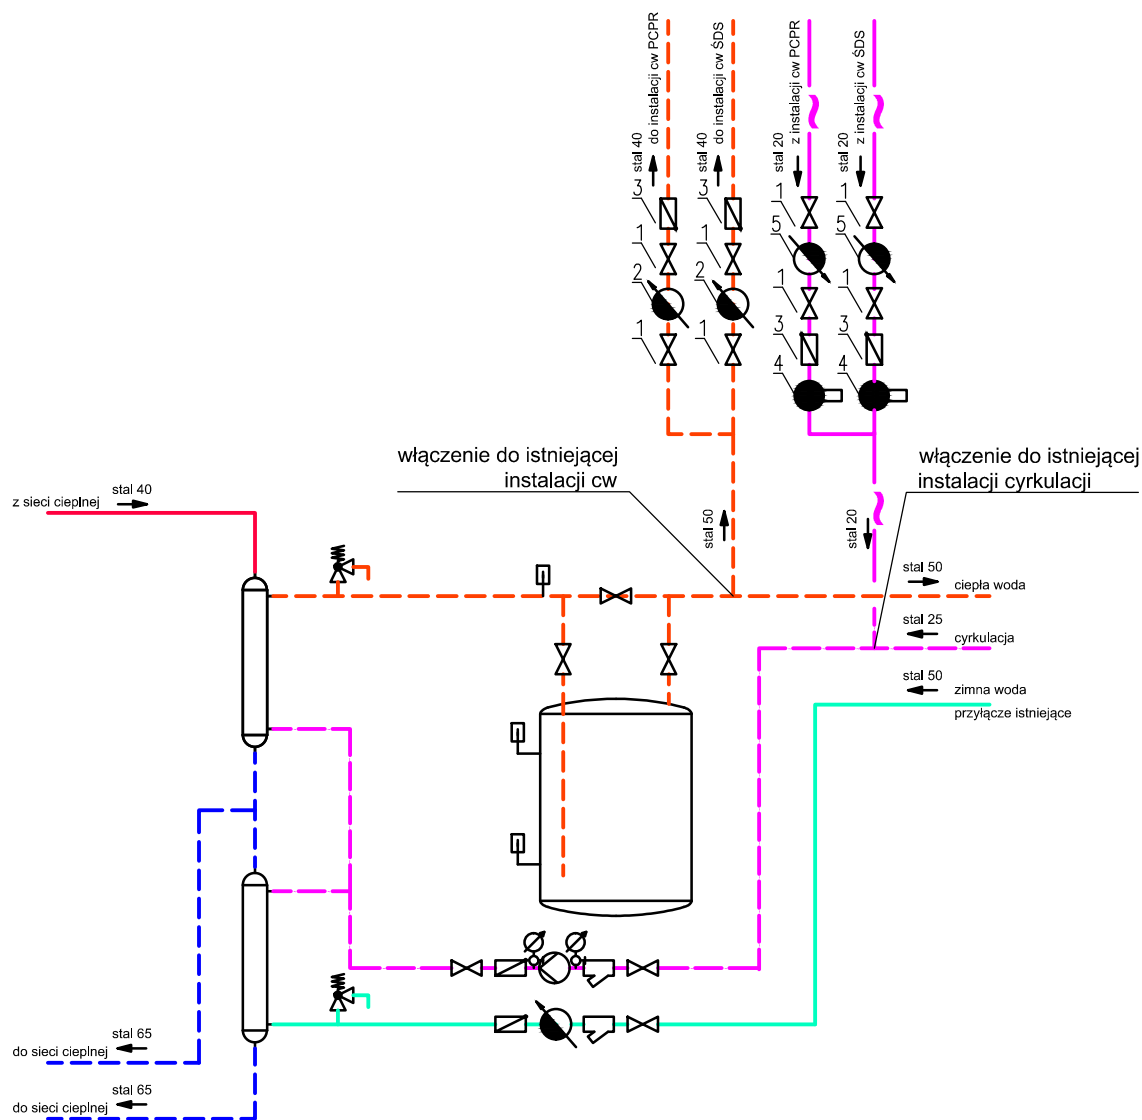 do instalacji cw PCPR
do instalacji cw ŚDS
z instalacji cw PCPR
z instalacji cw ŚDS
stal 40
stal 40
stal 20
stal 20
3
3
1
1
1
1
5
5
2
2
1
1
1
1
3
3
4
4
włączenie do istniejącej
instalacji cw
włączenie do istniejącej
instalacji cyrkulacji
stal 40
z sieci cieplnej
stal 50
stal 20
stal 50
ciepła woda
stal 25
cyrkulacja
stal 50
zimna woda
przyłącze istniejące
stal 65
do sieci cieplnej
stal 65
do sieci cieplnej